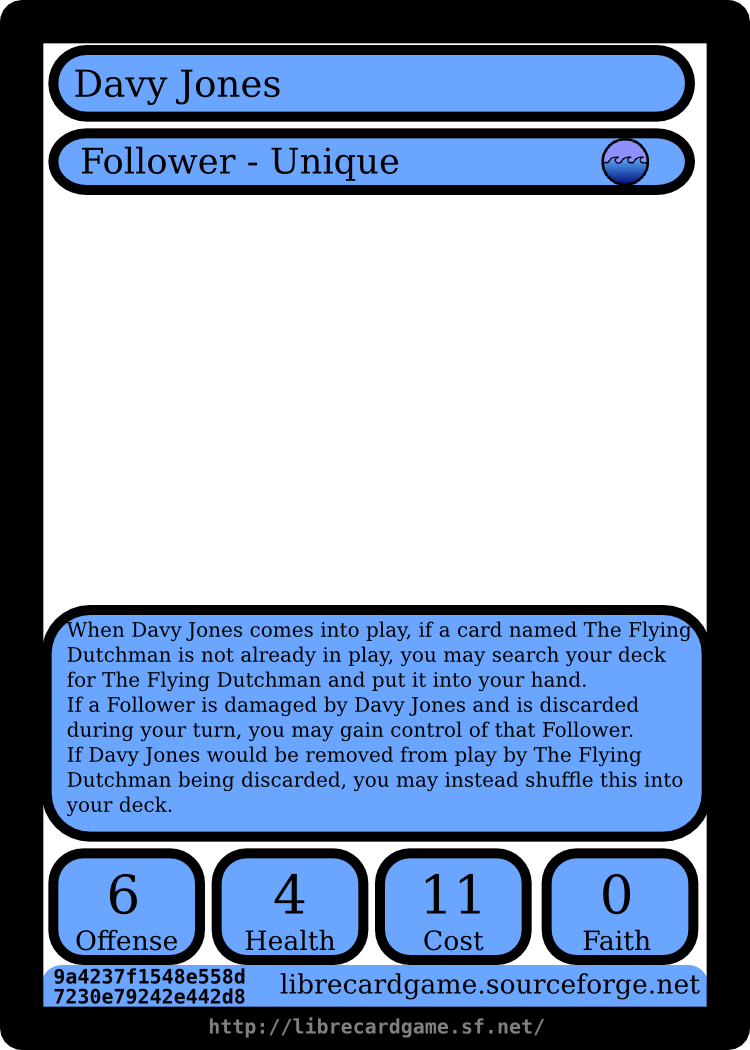 Davy Jones
Follower - Unique
When Davy Jones comes into play, if a card named The Flying
Dutchman is not already in play, you may search your deck
for The Flying Dutchman and put it into your hand.
If a Follower is damaged by Davy Jones and is discarded
during your turn, you may gain control of that Follower.
If Davy Jones would be removed from play by The Flying
Dutchman being discarded, you may instead shuffle this into
your deck.
6 4 11 0
Offense Health Cost Faith
9a4237f1548e558d
7230e79242e442d8
librecardgame.sourceforge.net
http://librecardgame.sf.net/